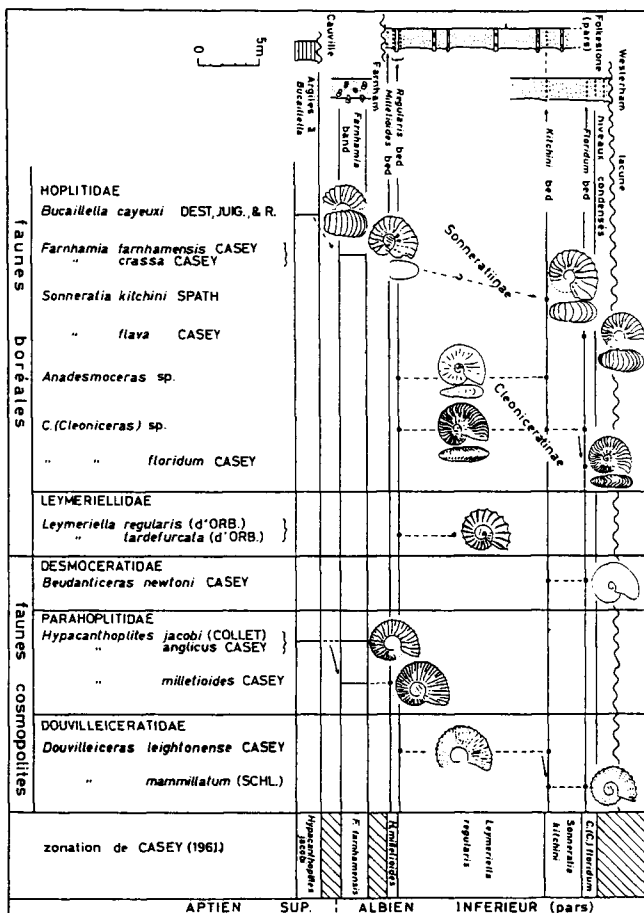 Westerham
lacune
Folkestone
(pars)
niveaux condensés
Floridum bed
Kitchini bed
Regularis bed
Millelioides bed
Farnham
Farnhamia
band
Cauville
Argiles à
Bucaillella
0
5m
faunes boréales
HOPLITIDAE
Bucaillella cayeuxi DEST, JUIG., & R.
Farnhamia farnhamensis CASEY
" crassa CASEY
Sonneralia kitchini SPATH
" flava CASEY
Anadesmoceras sp.
C.(Cleoniceras) sp.
" " floridum CASEY
Sonneratiinae
Cleoniceratinae
LEYMERIELLIDAE
Leymeriella regularis (d'ORB.)
" tardefurcata (d'ORB.)
faunes cosmopolites
DESMOCERATIDAE
Beudanticeras newtoni CASEY
PARAHOPLITIDAE
Hypacanthoplites jacobi (COLLET)
" anglicus CASEY
" milletioides CASEY
DOUVILLEICERATIDAE
Douvilleiceras leightonense CASEY
" mammillatum (SCHL.)
zonation de CASEY (1961.)
Hypacanthoplites
jacobi
F. farnhamensis
H. milletioides
Leymeriella
regularis
Sonneralia
kitchini
C.(C.) floridum
APTIEN SUP. ALBIEN INFERIEUR (pars)